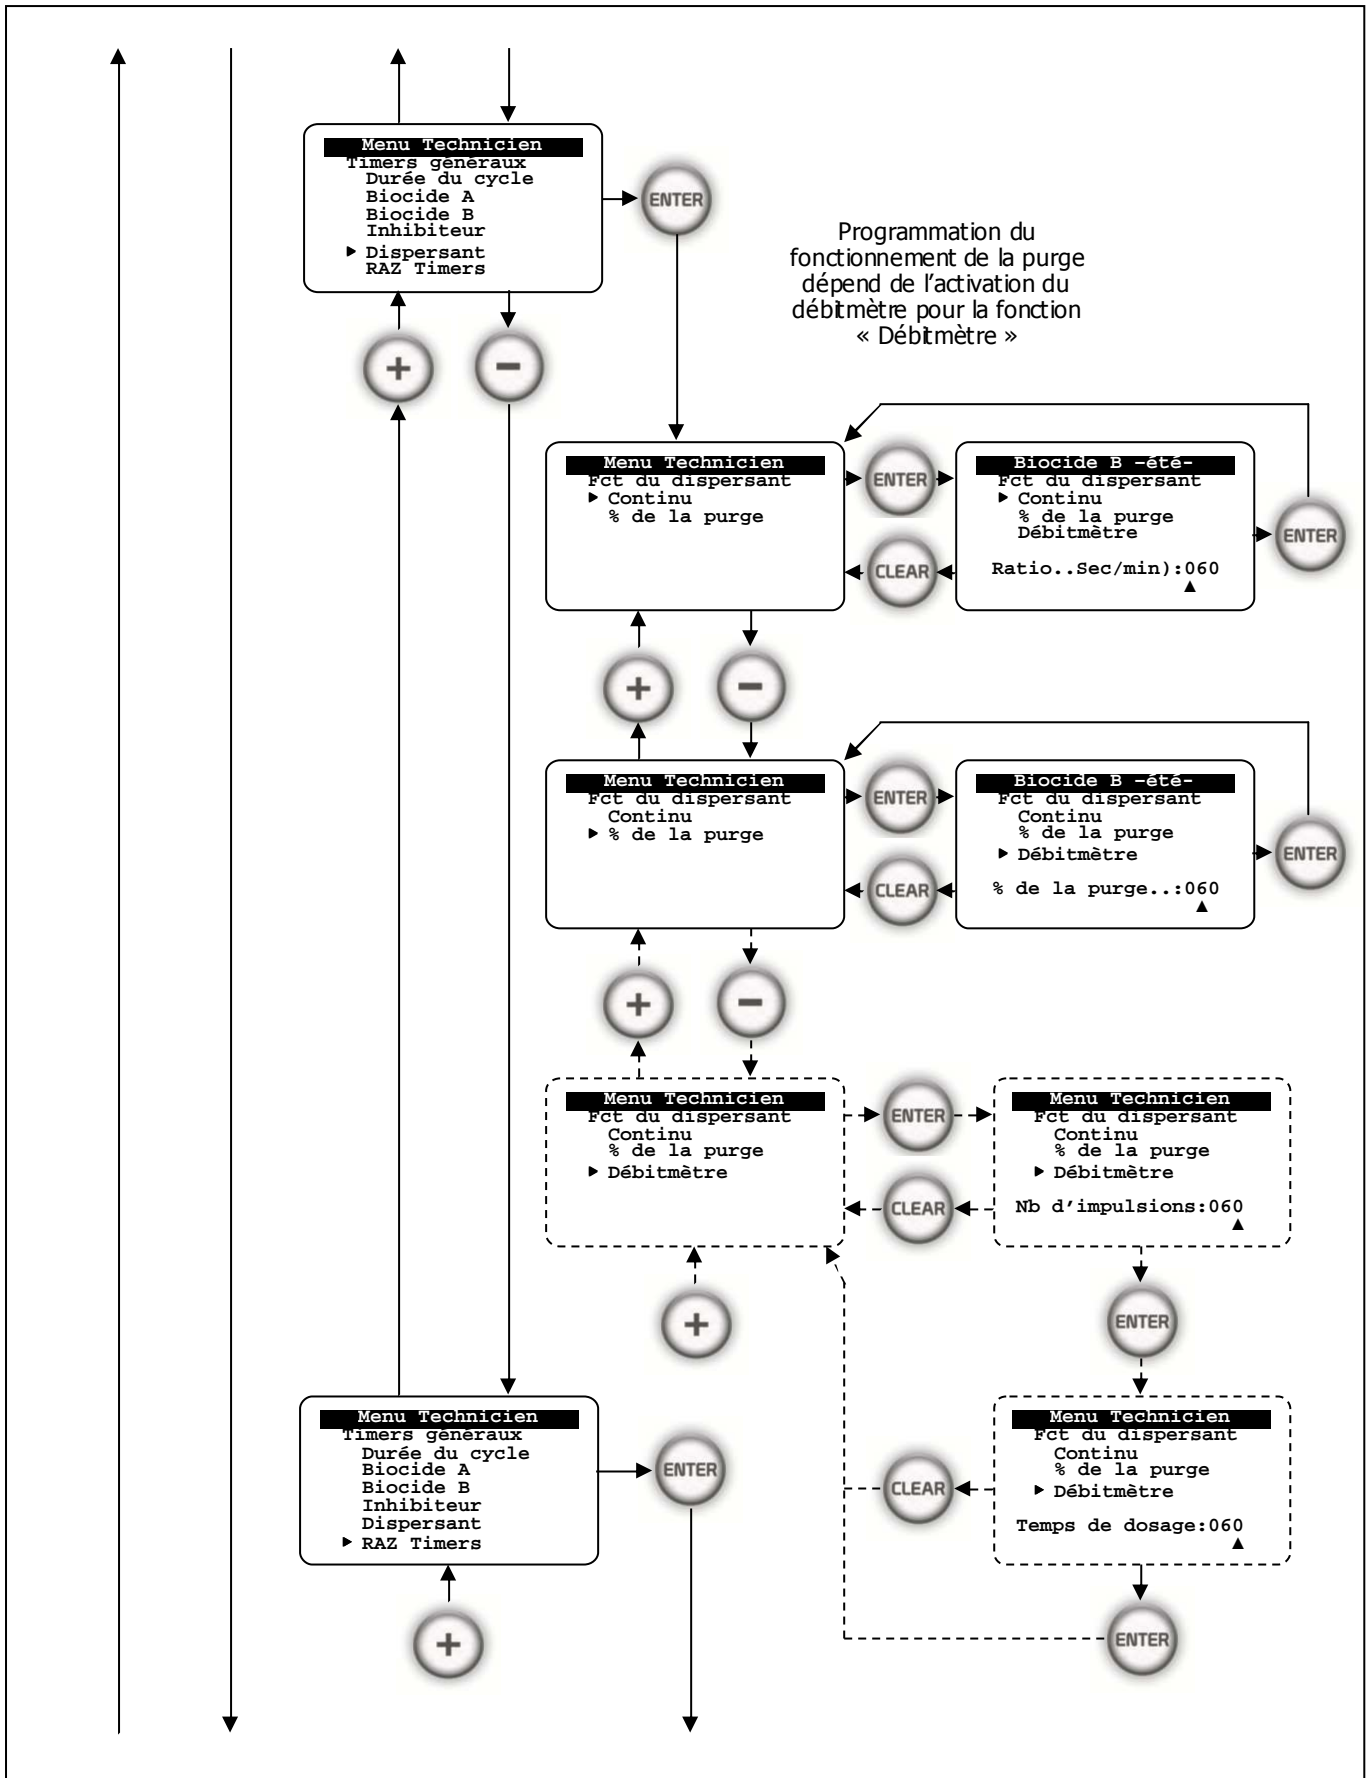 Menu Technicien
Timers généraux
Durée du cycle
Biocide A
Biocide B
Inhibiteur
▶ Dispersant
RAZ Timers
ENTER
Programmation du
fonctionnement de la purge
dépend de l'activation du
débitmètre pour la fonction
« Débitmètre »
+
−
Menu Technicien
Fct du dispersant
▶ Continu
% de la purge
ENTER
CLEAR
Biocide B –été-
Fct du dispersant
▶ Continu
% de la purge
Débitmètre
Ratio..Sec/min):060
▲
ENTER
+
−
Menu Technicien
Fct du dispersant
Continu
▶ % de la purge
ENTER
CLEAR
Biocide B –été-
Fct du dispersant
Continu
% de la purge
▶ Débitmètre
% de la purge..:060
▲
ENTER
+
−
Menu Technicien
Fct du dispersant
Continu
% de la purge
▶ Débitmètre
ENTER
CLEAR
Menu Technicien
Fct du dispersant
Continu
% de la purge
▶ Débitmètre
Nb d'impulsions:060
▲
+
ENTER
Menu Technicien
Timers généraux
Durée du cycle
Biocide A
Biocide B
Inhibiteur
Dispersant
▶ RAZ Timers
ENTER
CLEAR
Menu Technicien
Fct du dispersant
Continu
% de la purge
▶ Débitmètre
Temps de dosage:060
▲
+
ENTER